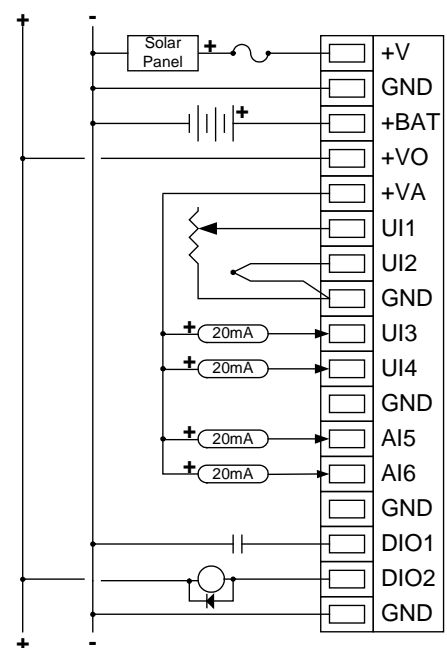 + -
Solar
Panel
+
+V
GND
+
+BAT
+VO
+VA
UI1
UI2
GND
+
20mA
UI3
+
20mA
UI4
GND
+
20mA
AI5
+
20mA
AI6
GND
DIO1
DIO2
GND
+ -